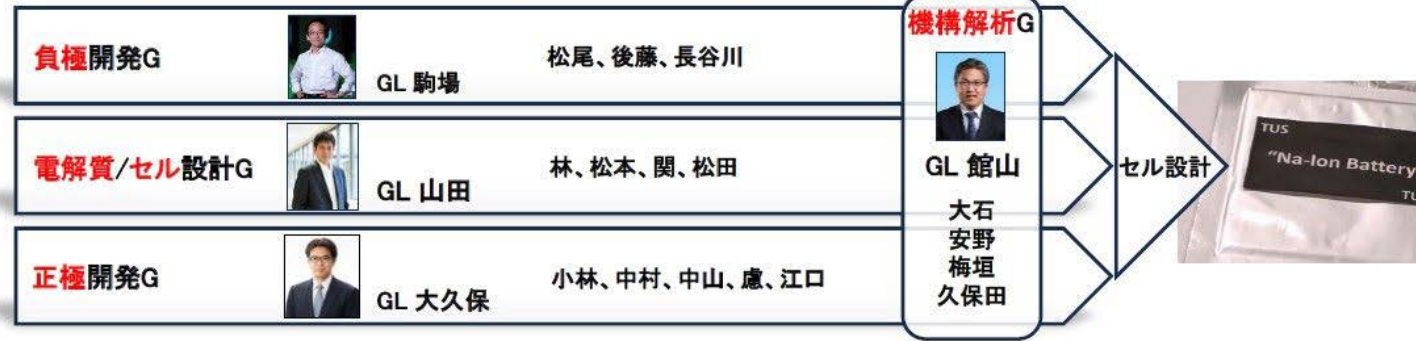 負極開発G
GL 駒場
松尾、後藤、長谷川
電解質/セル設計G
GL 山田
林、松本、関、松田
正極開発G
GL 大久保
小林、中村、中山、慮、江口
機構解析G
GL 館山
大石
安野
梅垣
久保田
セル設計
TUS
"Na-Ion Battery